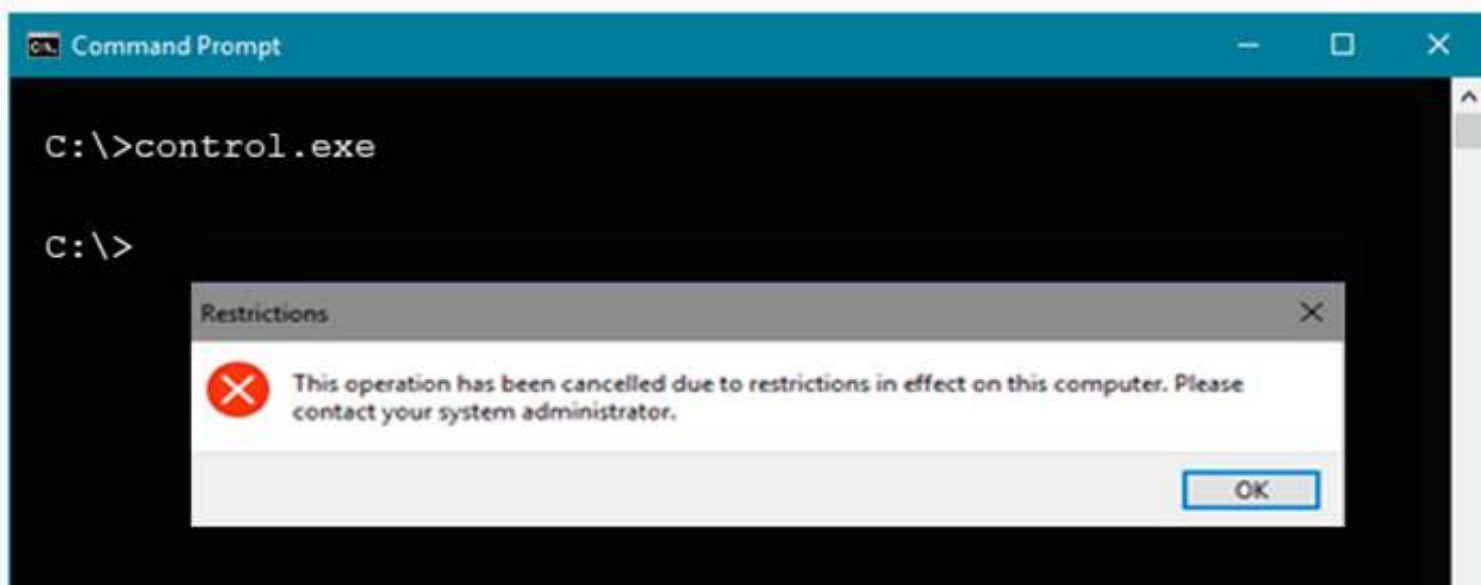 Command Prompt
C:\>control.exe
C:\>
Restrictions
This operation has been cancelled due to restrictions in effect on this computer. Please
contact your system administrator.
OK